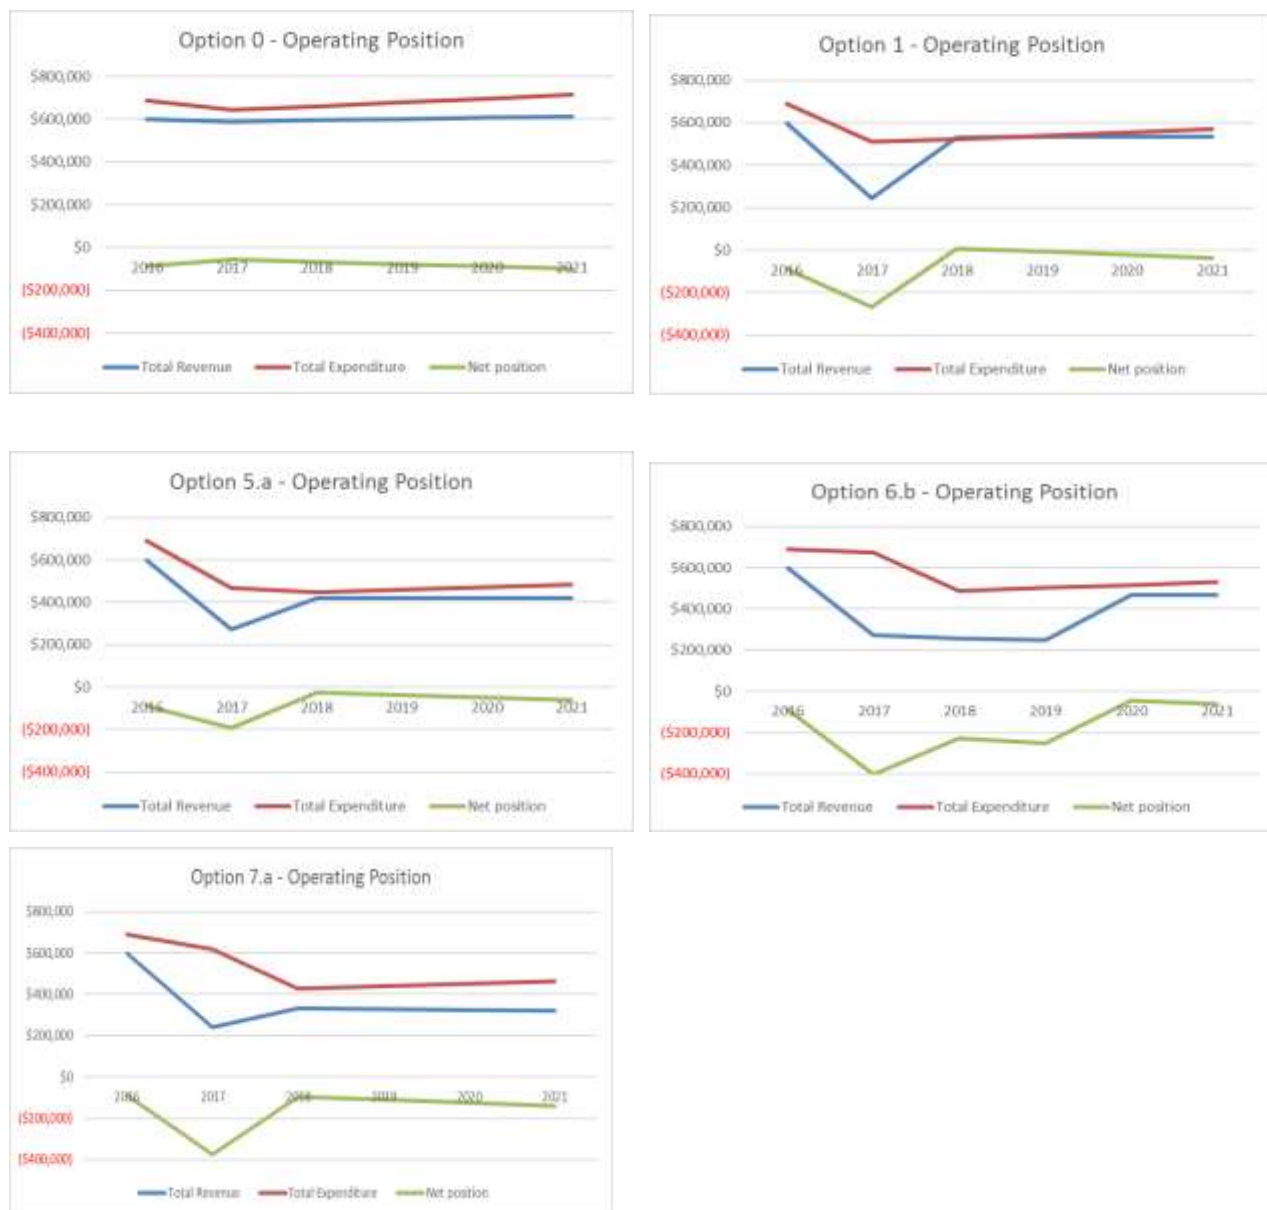 Option 0 - Operating Position
$800,000
$600,000
$400,000
$200,000
$0
2016 2017 2018 2019 2020 2021
($200,000)
($400,000)
Total Revenue Total Expenditure Net position
Option 1 - Operating Position
$800,000
$600,000
$400,000
$200,000
$0
2016 2017 2018 2019 2020 2021
($200,000)
($400,000)
Total Revenue Total Expenditure Net position
Option 5.a - Operating Position
$800,000
$600,000
$400,000
$200,000
$0
2016 2017 2018 2019 2020 2021
($200,000)
($400,000)
Total Revenue Total Expenditure Net position
Option 6.b - Operating Position
$800,000
$600,000
$400,000
$200,000
$0
2016 2017 2018 2019 2020 2021
($200,000)
($400,000)
Total Revenue Total Expenditure Net position
Option 7.a - Operating Position
$800,000
$600,000
$400,000
$200,000
$0
2016 2017 2018 2019 2020 2021
($200,000)
($400,000)
Total Revenue Total Expenditure Net position